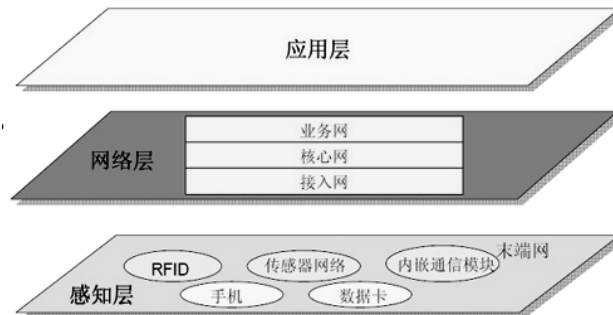 应用层
业务网
网络层
核心网
接入网
末端网
RFID
传感器网络
内嵌通信模块
感知层
手机
数据卡